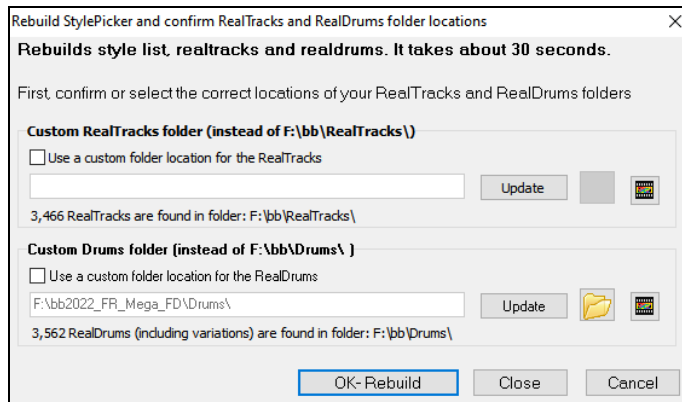 Rebuild StylePicker and confirm RealTracks and RealDrums folder locations
Rebuilds style list, realtracks and realdrums. It takes about 30 seconds.
First, confirm or select the correct locations of your RealTracks and RealDrums folders
Custom RealTracks folder (instead of F:\bb\RealTracks\)
Use a custom folder location for the RealTracks
Update
3,466 RealTracks are found in folder: F:\bb\RealTracks\
Custom Drums folder (instead of F:\bb\Drums\ )
Use a custom folder location for the RealDrums
F:\bb2022_FR_Mega_FD\Drums\ Update
3,562 RealDrums (including variations) are found in folder: F:\bb\Drums\
OK- Rebuild Close Cancel